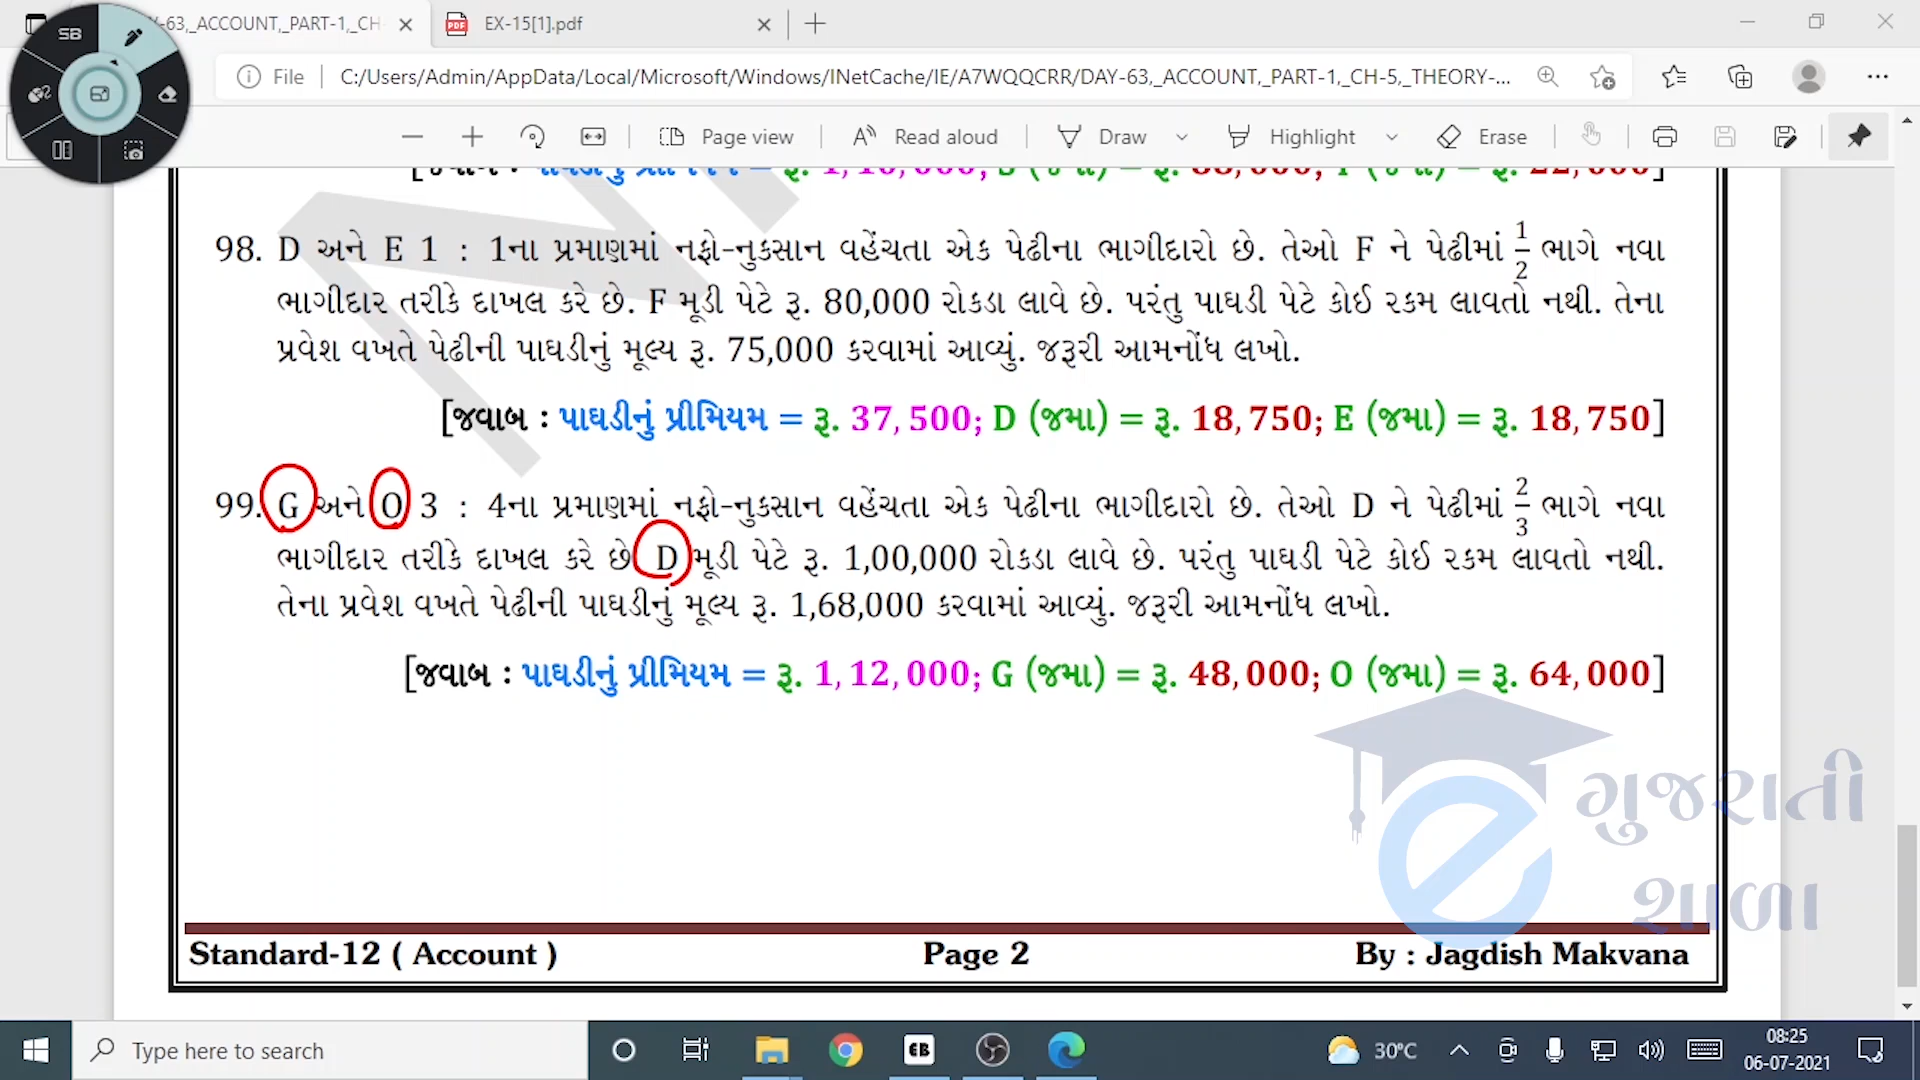 SB
Y-63,_ACCOUNT,_PART-1,_CH-
EX-15[1].pdf
File
C:/Users/Admin/AppData/Local/Microsoft/Windows/INetCache/IE/A7WQQCRR/DAY-63,_ACCOUNT,_PART-1,_CH-5,_THEORY-...
Page view
Read aloud
Draw
Highlight
Erase
98. D અને E 1 : 1ના પ્રમાણમાં નફો-નુકસાન વહેંચતા એક પેઢીના ભાગીદારો છે. તેઓ F ને પેઢીમાં 1/2 ભાગે નવા
ભાગીદાર તરીકે દાખલ કરે છે. F મૂડી પેટે રૂ. 80,000 રોકડા લાવે છે. પરંતુ પાઘડી પેટે કોઈ રકમ લાવતો નથી. તેના
પ્રવેશ વખતે પેઢીની પાઘડીનું મૂલ્ય રૂ. 75,000 કરવામાં આવ્યું. જરૂરી આમનોંધ લખો.
[જવાબ : પાઘડીનું પ્રીમિયમ = રૂ. 37,500; D (જમા) = રૂ. 18,750; E (જમા) = રૂ. 18,750]
99. G અને O 3 : 4ના પ્રમાણમાં નફો-નુકસાન વહેંચતા એક પેઢીના ભાગીદારો છે. તેઓ D ને પેઢીમાં 2/3 ભાગે નવા
ભાગીદાર તરીકે દાખલ કરે છે D મૂડી પેટે રૂ. 1,00,000 રોકડા લાવે છે. પરંતુ પાઘડી પેટે કોઈ રકમ લાવતો નથી.
તેના પ્રવેશ વખતે પેઢીની પાઘડીનું મૂલ્ય રૂ. 1,68,000 કરવામાં આવ્યું. જરૂરી આમનોંધ લખો.
[જવાબ : પાઘડીનું પ્રીમિયમ = રૂ. 1,12,000; G (જમા) = રૂ. 48,000; O (જમા) = રૂ. 64,000]
ગુજરાતી
શાળા
Standard-12 ( Account )
Page 2
By : Jagdish Makvana
Type here to search
30°C
08:25
06-07-2021